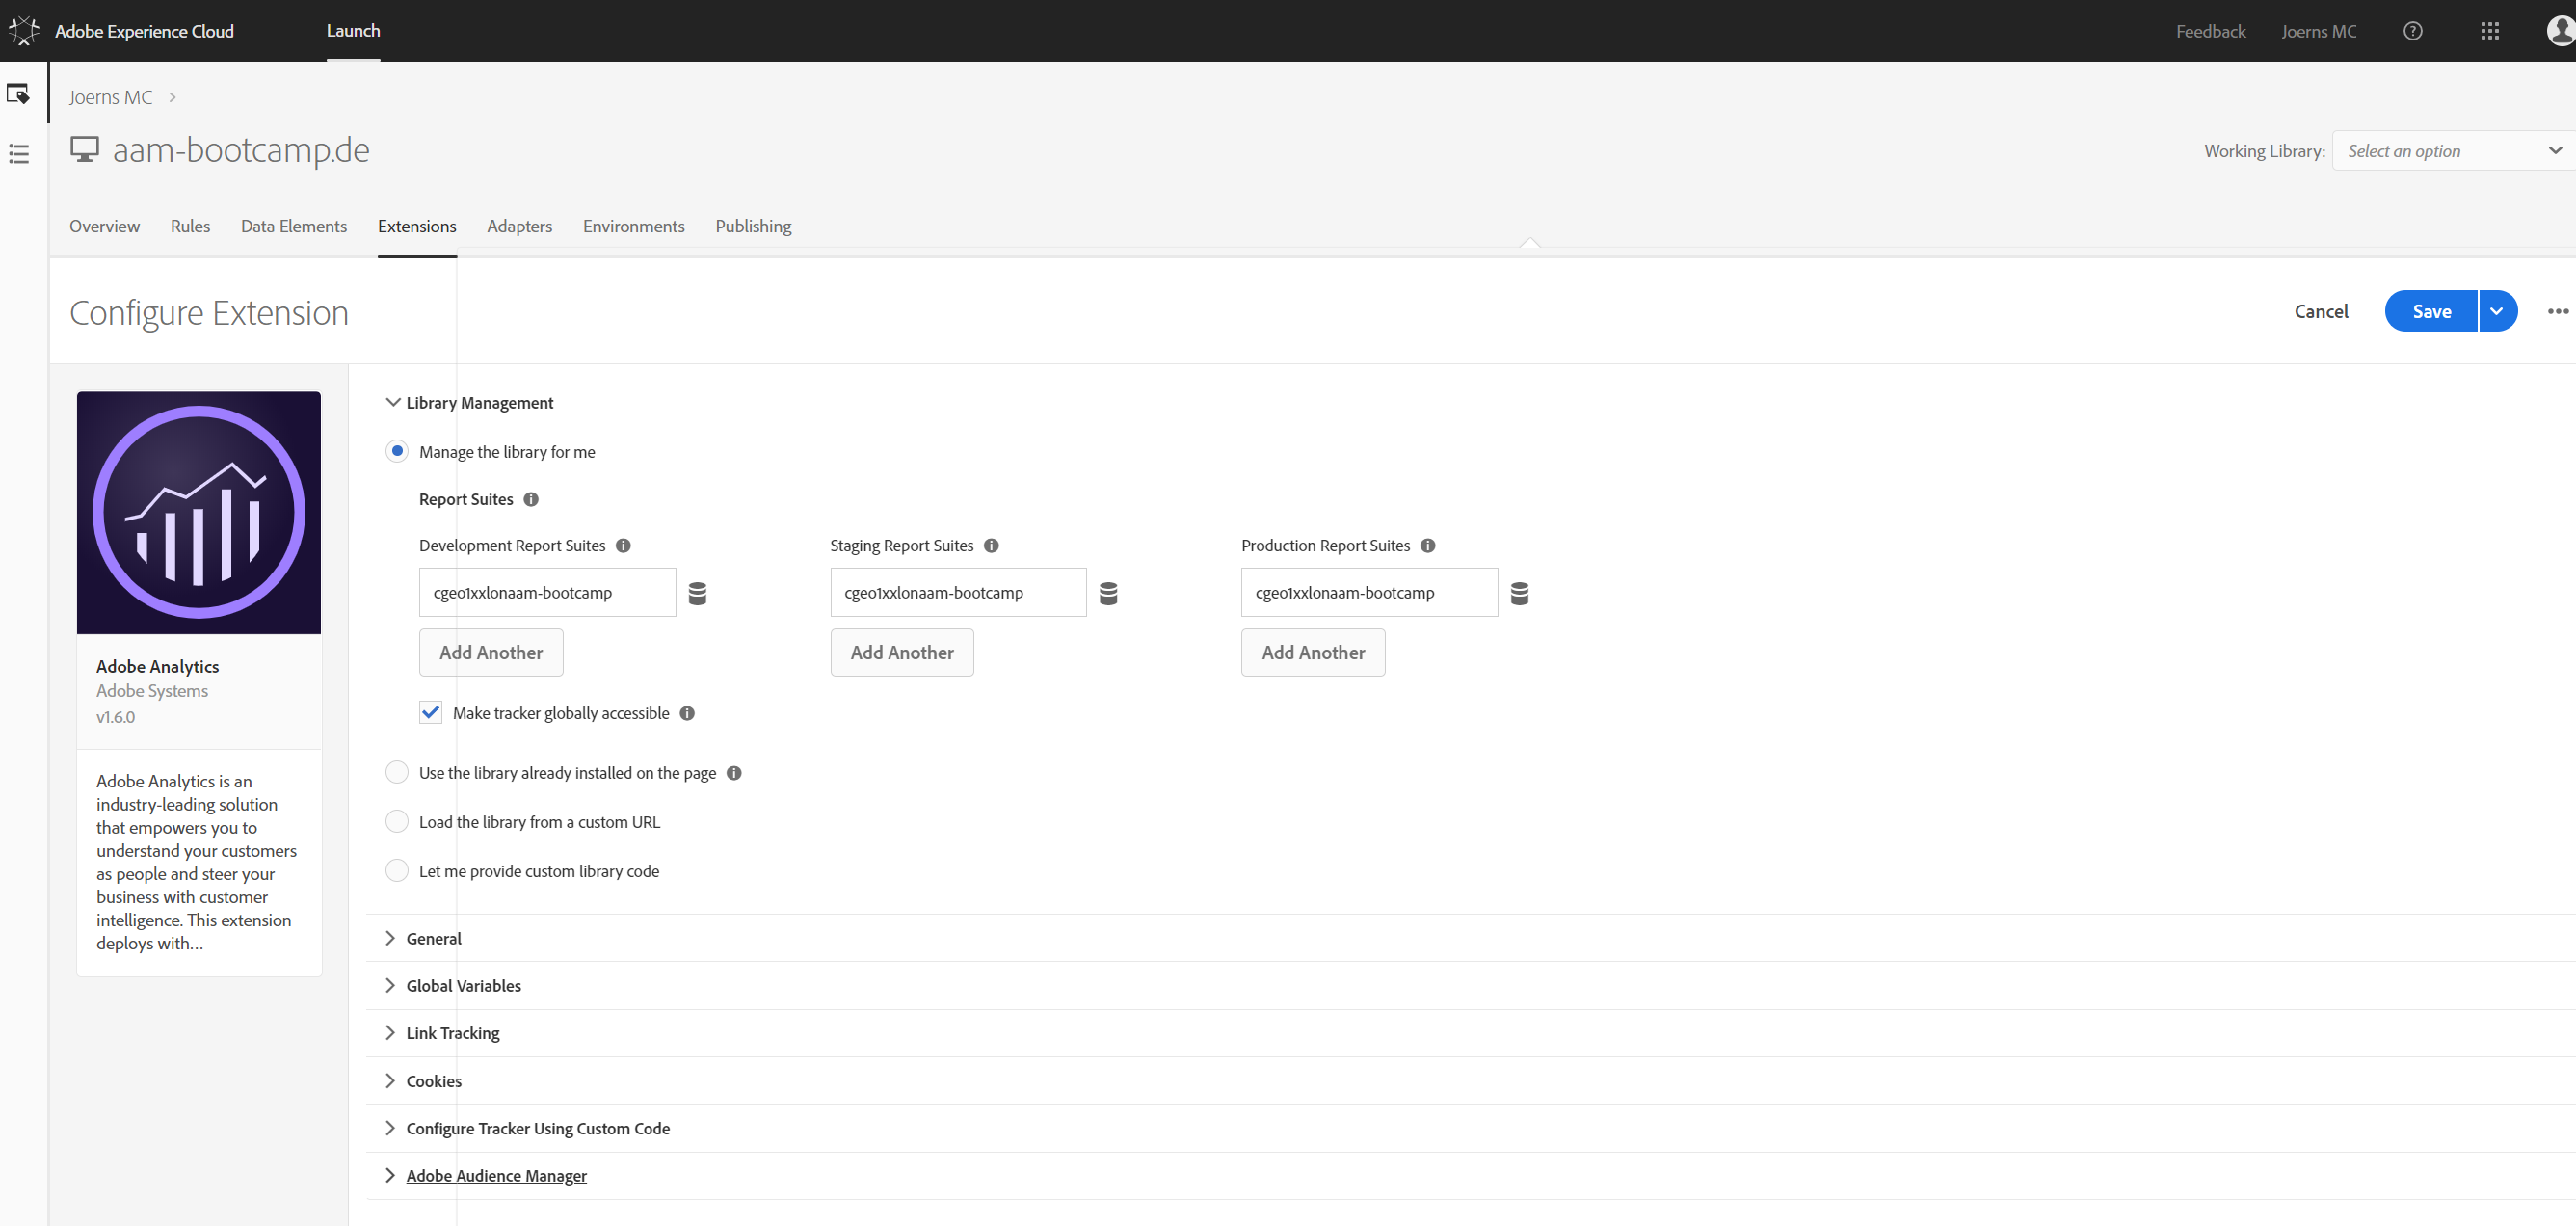 Adobe Experience Cloud Launch Feedback Joerns MC
Joerns MC
aam-bootcamp.de
Working Library: Select an option
Overview Rules Data Elements Extensions Adapters Environments Publishing
Configure Extension
Cancel Save
Library Management
Manage the library for me
Report Suites
Development Report Suites Staging Report Suites Production Report Suites
cgeo1xxlonaam-bootcamp cgeo1xxlonaam-bootcamp cgeo1xxlonaam-bootcamp
Add Another Add Another Add Another
Make tracker globally accessible
Use the library already installed on the page
Load the library from a custom URL
Let me provide custom library code
General
Global Variables
Link Tracking
Cookies
Configure Tracker Using Custom Code
Adobe Audience Manager
Adobe Analytics
Adobe Systems
v1.6.0
Adobe Analytics is an
industry-leading solution
that empowers you to
understand your customers
as people and steer your
business with customer
intelligence. This extension
deploys with...